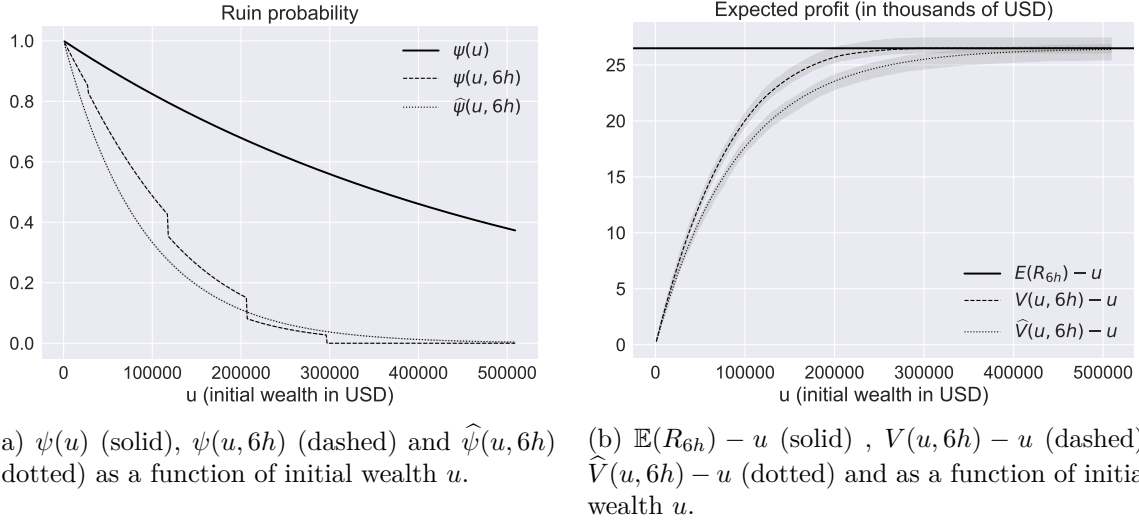 Ruin probability
1.0
0.8
0.6
0.4
0.2
0.0
ψ(u)
ψ(u, 6h)
ψ̂(u, 6h)
0 100000 200000 300000 400000 500000
u (initial wealth in USD)
a) ψ(u) (solid), ψ(u, 6h) (dashed) and ψ̂(u, 6h)
dotted) as a function of initial wealth u.
Expected profit (in thousands of USD)
25
20
15
10
5
0
E(R₆ₕ) − u
V(u, 6h) − u
V̂(u, 6h) − u
0 100000 200000 300000 400000 500000
u (initial wealth in USD)
(b) 𝔼(R₆ₕ) − u (solid) , V(u, 6h) − u (dashed)
V̂(u, 6h) − u (dotted) and as a function of initia
wealth u.